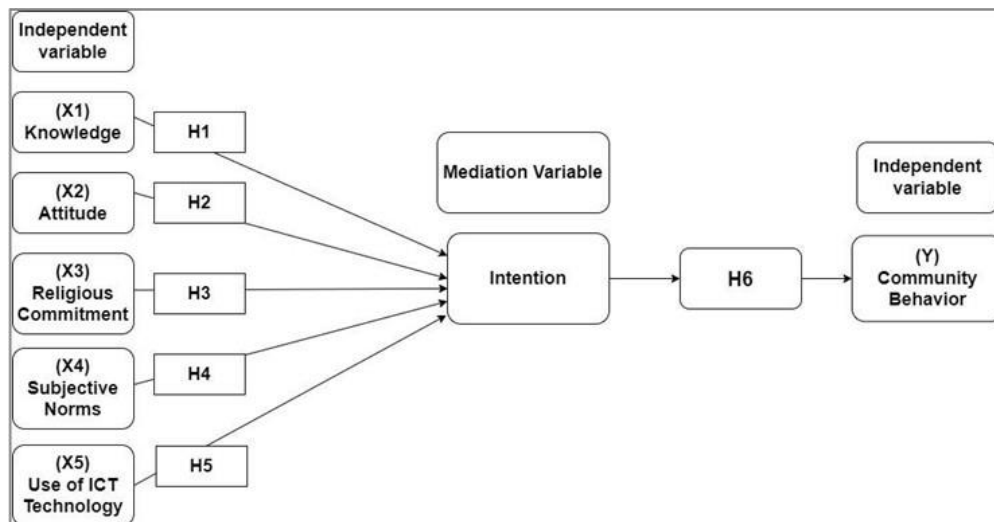 Independent
variable
(X1)
Knowledge
H1
(X2)
Attitude
H2
(X3)
Religious
Commitment
H3
(X4)
Subjective
Norms
H4
(X5)
Use of ICT
Technology
H5
Mediation Variable
Intention
H6
Independent
variable
(Y)
Community
Behavior